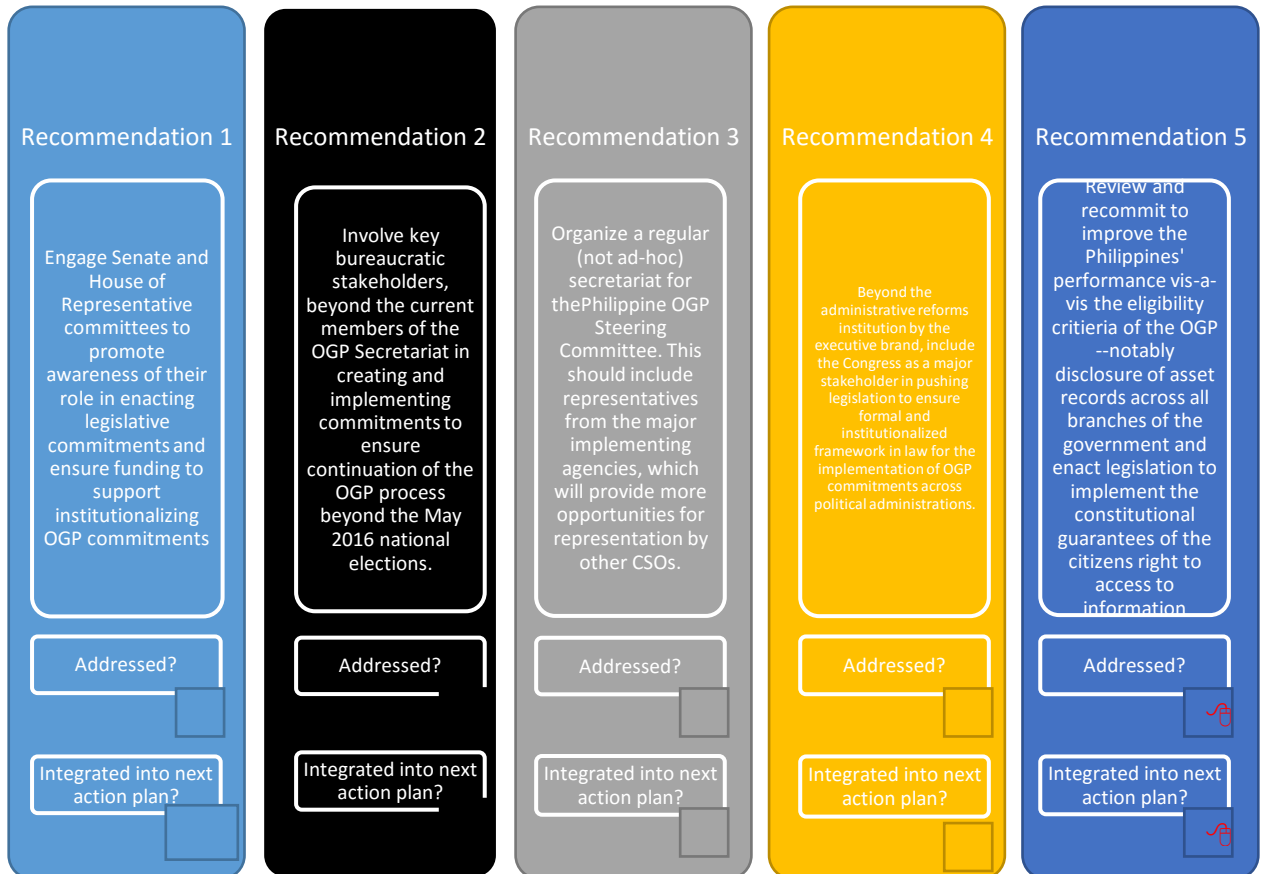 Recommendation 1
Engage Senate and
House of
Representative
committees to
promote
awareness of their
role in enacting
legislative
commitments and
ensure funding to
support
institutionalizing
OGP commitments
Addressed?
Integrated into next
action plan?
Recommendation 2
Involve key
bureaucratic
stakeholders,
beyond the current
members of the
OGP Secretariat in
creating and
implementing
commitments to
ensure
continuation of the
OGP process
beyond the May
2016 national
elections.
Addressed?
Integrated into next
action plan?
Recommendation 3
Organize a regular
(not ad-hoc)
secretariat for
thePhilippine OGP
Steering
Committee. This
should include
representatives
from the major
implementing
agencies, which
will provide more
opportunities for
representation by
other CSOs.
Addressed?
Integrated into next
action plan?
Recommendation 4
Beyond the
administrative reforms
institution by the
executive brand, include
the Congress as a major
stakeholder in pushing
legislation to ensure
formal and
institutionalized
framework in law for the
implementation of OGP
commitments across
political administrations.
Addressed?
Integrated into next
action plan?
Recommendation 5
Review and
recommit to
improve the
Philippines'
performance vis-a-
vis the eligibility
critieria of the OGP
--notably
disclosure of asset
records across all
branches of the
government and
enact legislation to
implement the
constitutional
guarantees of the
citizens right to
access to
information
Addressed?
Integrated into next
action plan?